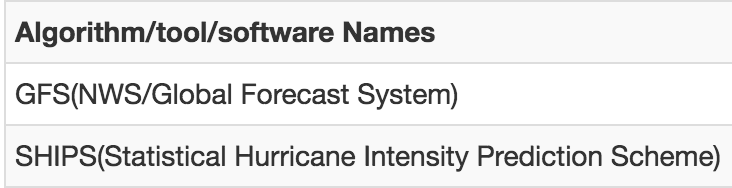 Algorithm/tool/software Names
GFS(NWS/Global Forecast System)
SHIPS(Statistical Hurricane Intensity Prediction Scheme)